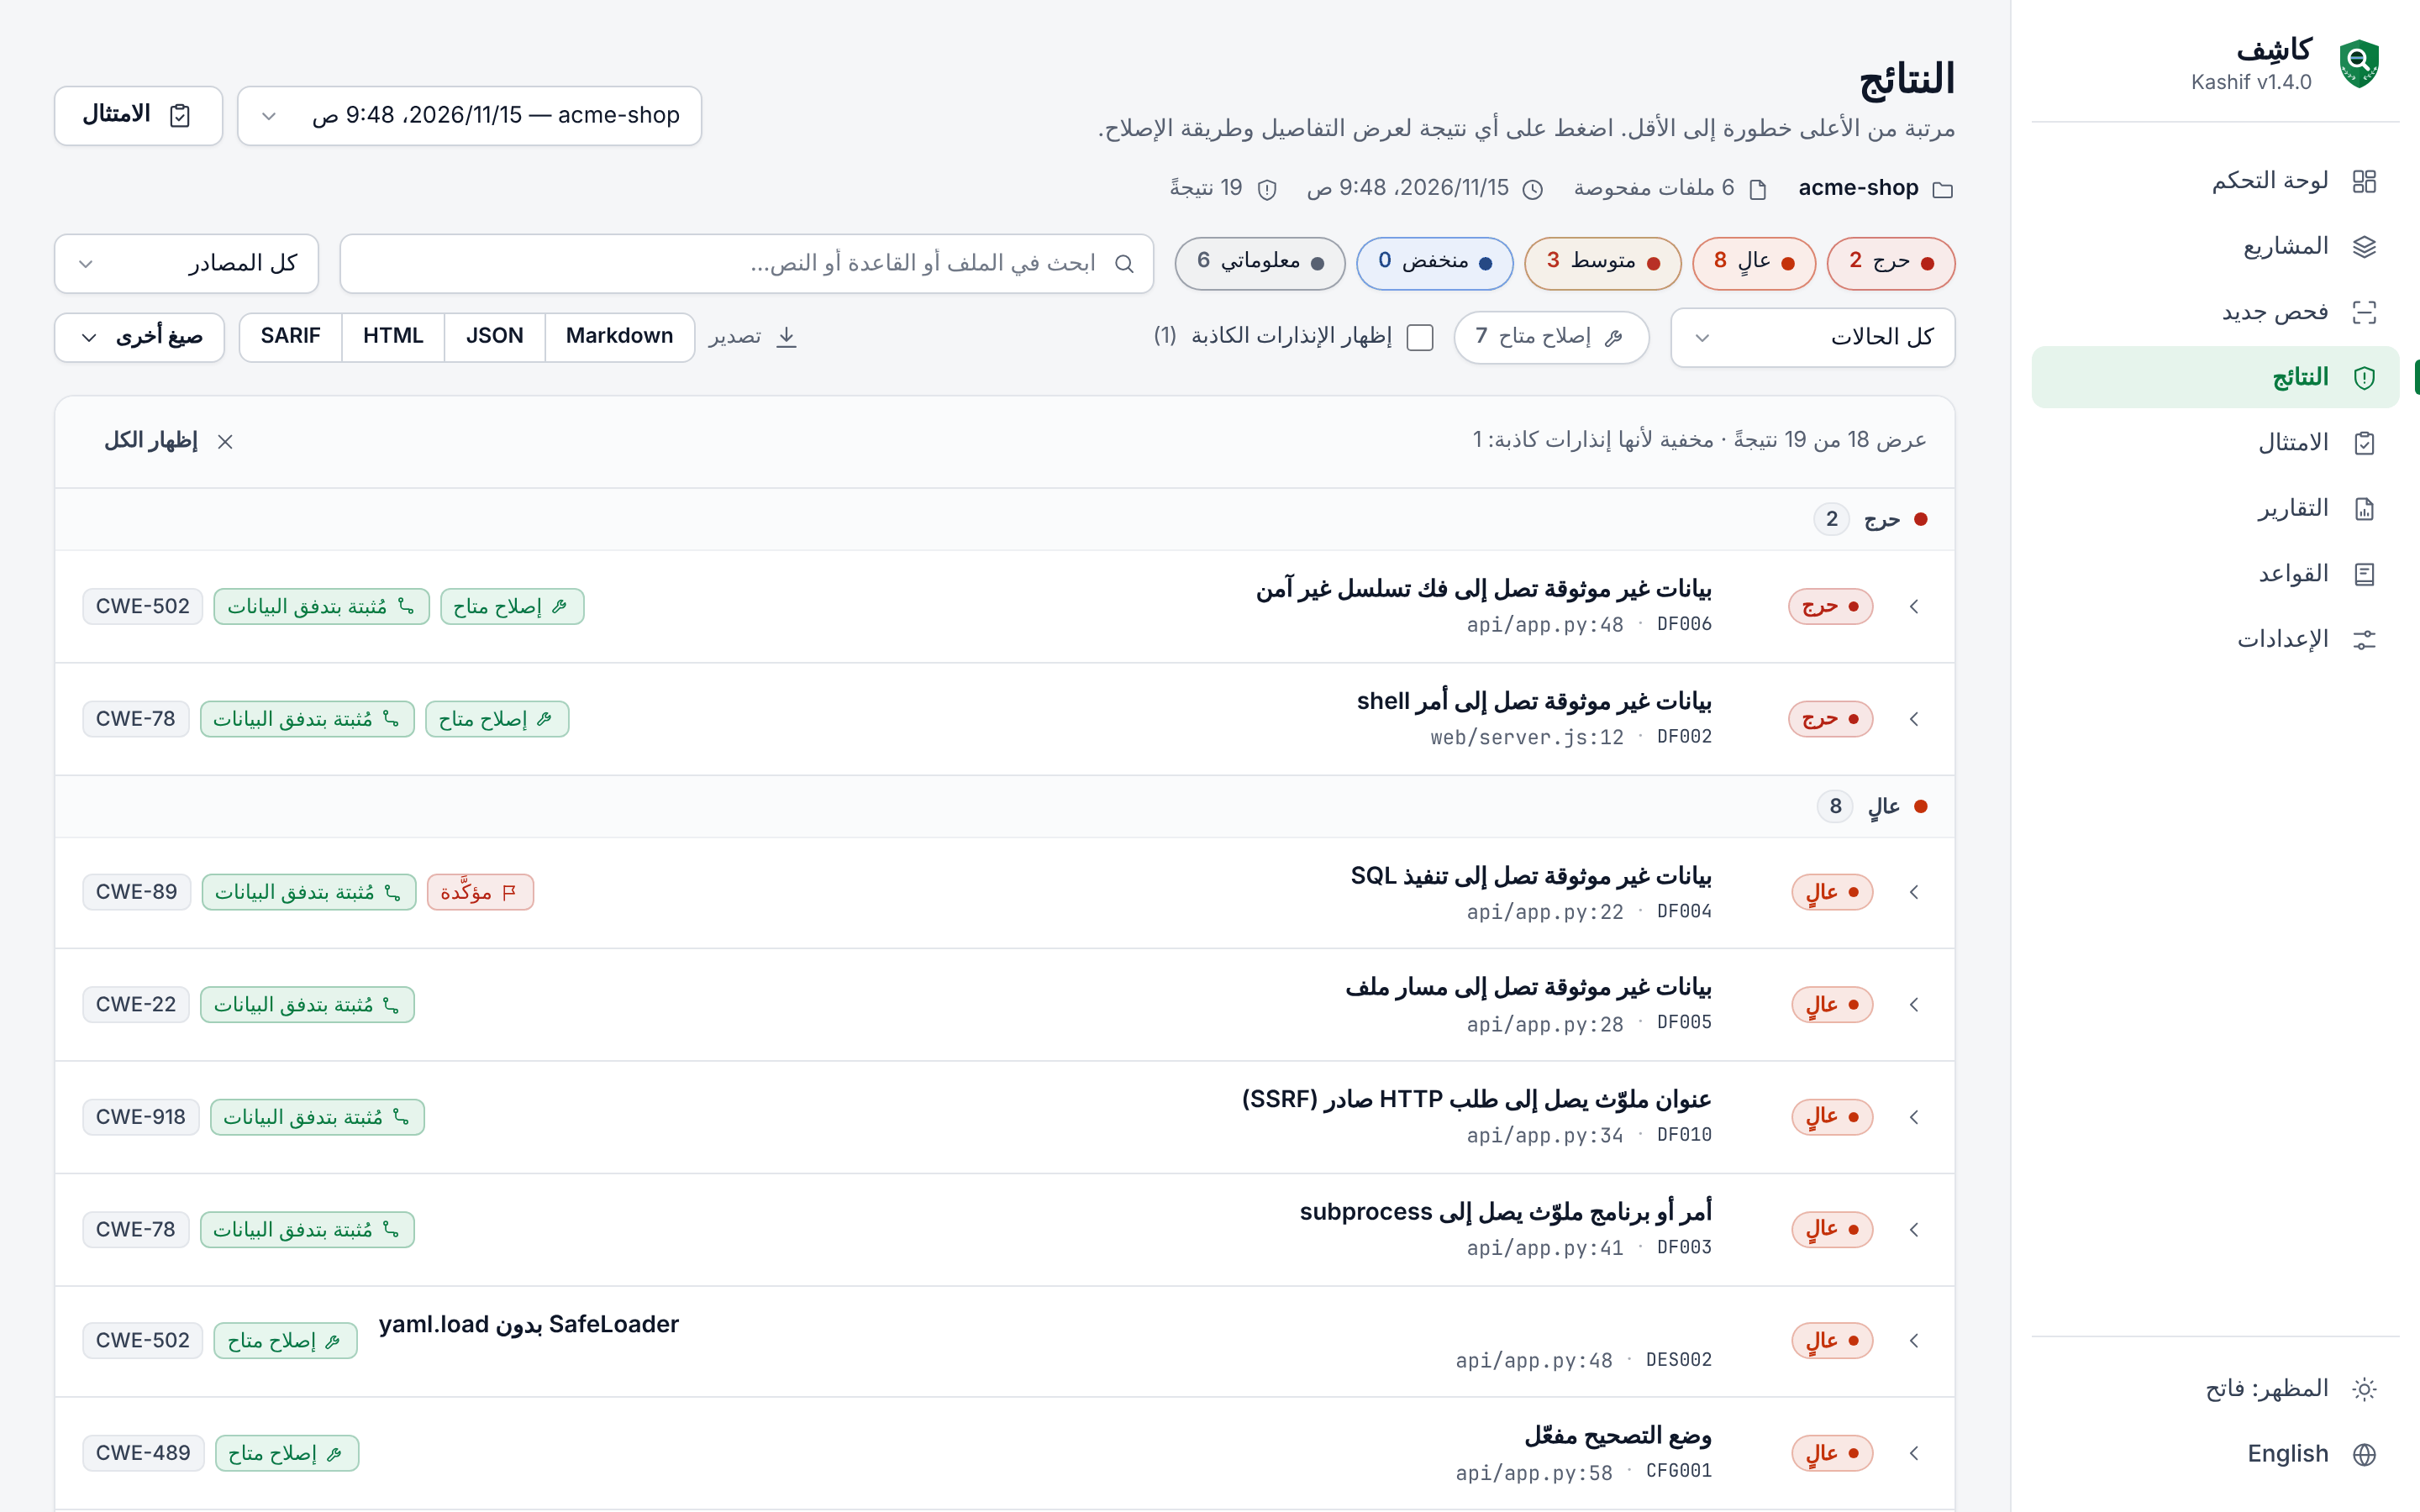 كاشِف
Kashif v1.4.0
لوحة التحكم
المشاريع
فحص جديد
النتائج
الامتثال
التقارير
القواعد
الإعدادات
المظهر: فاتح
English
النتائج
مرتبة من الأعلى خطورة إلى الأقل. اضغط على أي نتيجة لعرض التفاصيل وطريقة الإصلاح.
acme-shop — 2026/11/15، 9:48 ص
الامتثال
acme-shop 6 ملفات مفحوصة 2026/11/15، 9:48 ص 19 نتيجةً
حرج 2 عالٍ 8 متوسط 3 منخفض 0 معلوماتي 6 ابحث في الملف أو القاعدة أو النص... كل المصادر
كل الحالات إصلاح متاح 7 إظهار الإنذارات الكاذبة (1) تصدير Markdown JSON HTML SARIF صيغ أخرى
عرض 18 من 19 نتيجةً · مخفية لأنها إنذارات كاذبة: 1 إظهار الكل
حرج 2
حرج بيانات غير موثوقة تصل إلى فك تسلسل غير آمن إصلاح متاح مُثبتة بتدفق البيانات CWE-502
DF006 · api/app.py:48
حرج بيانات غير موثوقة تصل إلى أمر shell إصلاح متاح مُثبتة بتدفق البيانات CWE-78
DF002 · web/server.js:12
عالٍ 8
عالٍ بيانات غير موثوقة تصل إلى تنفيذ SQL مؤكَّدة مُثبتة بتدفق البيانات CWE-89
DF004 · api/app.py:22
عالٍ بيانات غير موثوقة تصل إلى مسار ملف مُثبتة بتدفق البيانات CWE-22
DF005 · api/app.py:28
عالٍ عنوان ملوّث يصل إلى طلب HTTP صادر (SSRF) مُثبتة بتدفق البيانات CWE-918
DF010 · api/app.py:34
عالٍ أمر أو برنامج ملوّث يصل إلى subprocess مُثبتة بتدفق البيانات CWE-78
DF003 · api/app.py:41
عالٍ yaml.load بدون SafeLoader إصلاح متاح CWE-502
DES002 · api/app.py:48
عالٍ وضع التصحيح مفعّل إصلاح متاح CWE-489
CFG001 · api/app.py:58